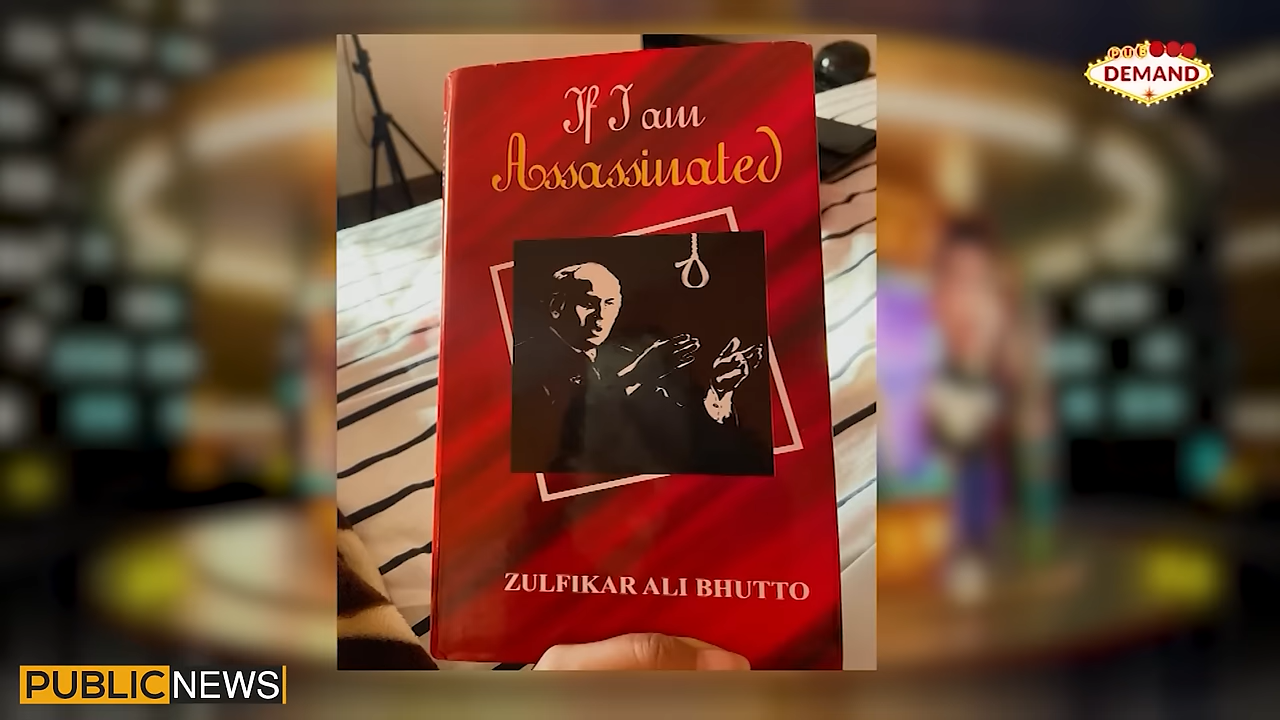 If I am
Assassinated
ZULFIKAR ALI BHUTTO
PUBLIC NEWS
DEMAND